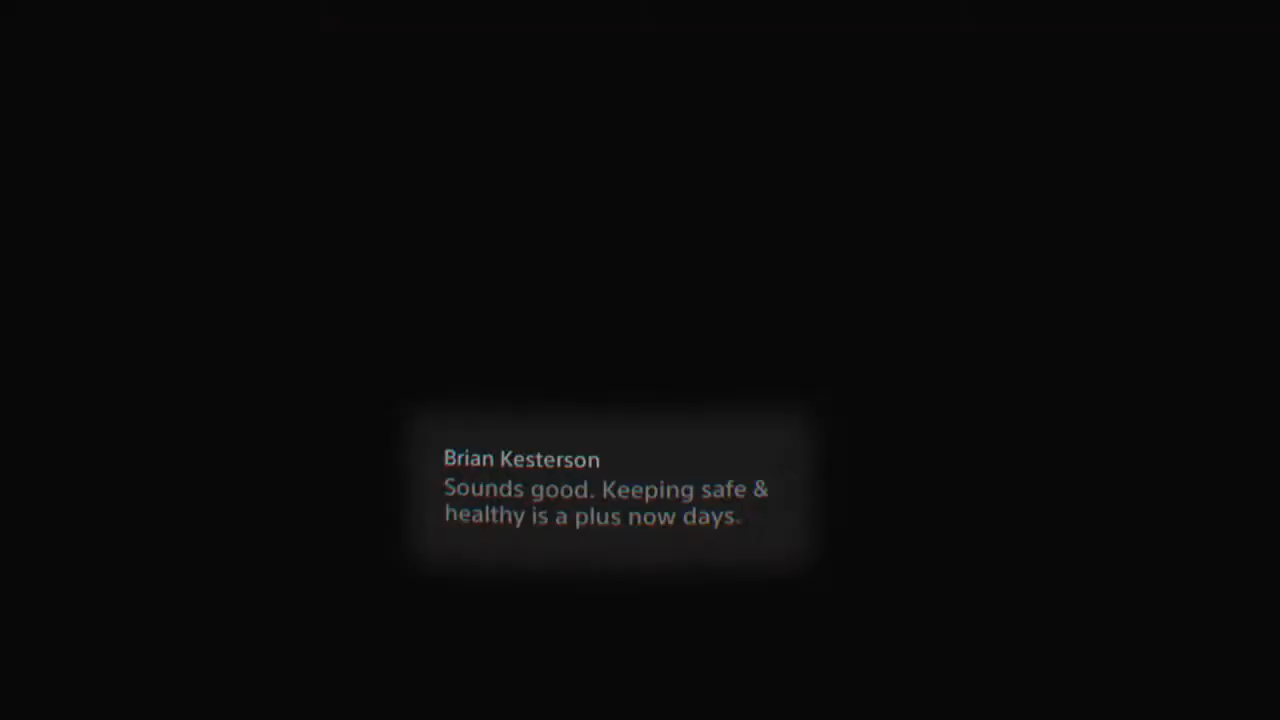 Brian Kesterson
Sounds good. Keeping safe &
healthy is a plus now days.